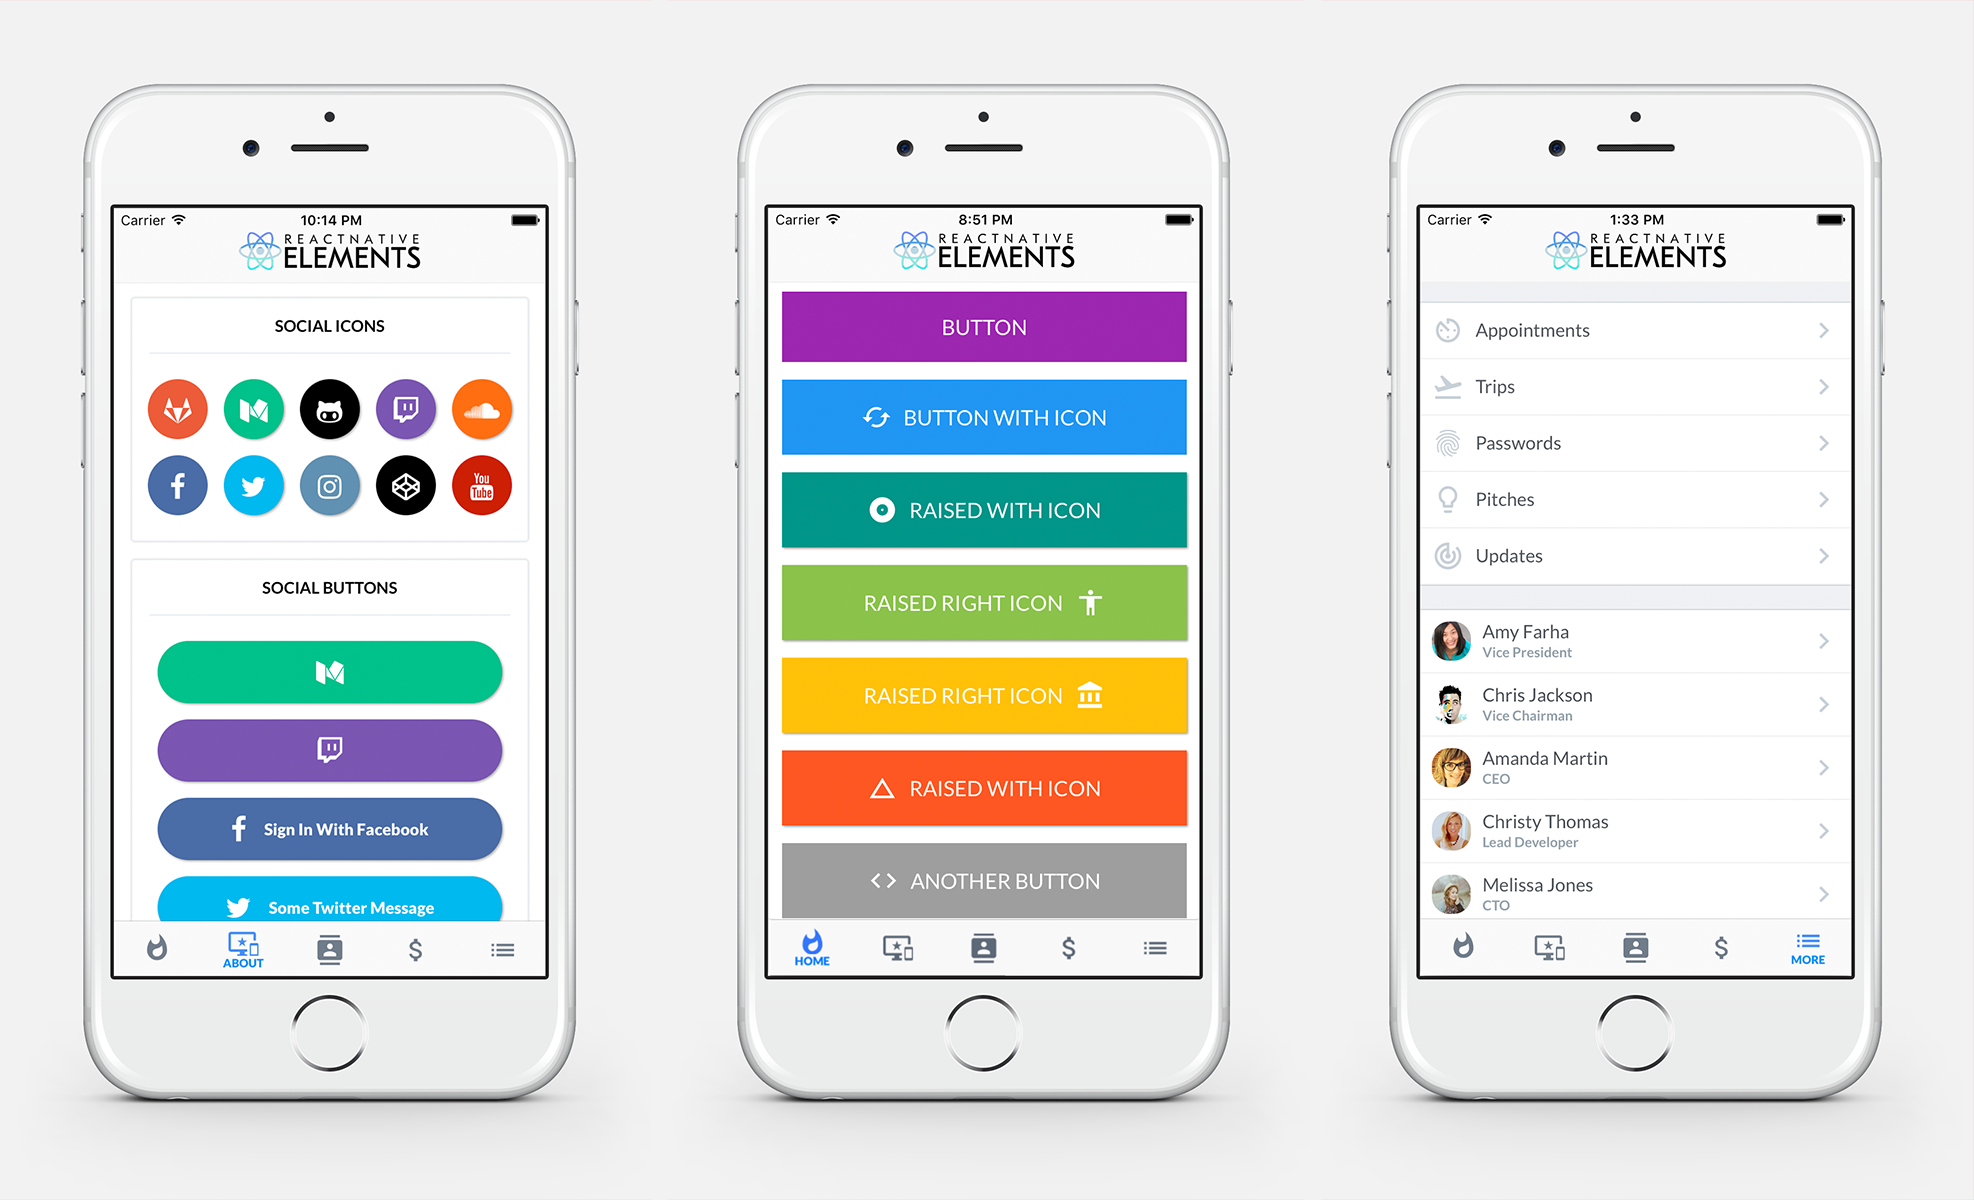 Carrier 10:14 PM
REACTNATIVE
ELEMENTS
SOCIAL ICONS
You
Tube
SOCIAL BUTTONS
Sign In With Facebook
Some Twitter Message
ABOUT
Carrier 8:51 PM
REACTNATIVE
ELEMENTS
BUTTON
BUTTON WITH ICON
RAISED WITH ICON
RAISED RIGHT ICON
RAISED RIGHT ICON
RAISED WITH ICON
ANOTHER BUTTON
HOME
Carrier 1:33 PM
REACTNATIVE
ELEMENTS
Appointments
Trips
Passwords
Pitches
Updates
Amy Farha
Vice President
Chris Jackson
Vice Chairman
Amanda Martin
CEO
Christy Thomas
Lead Developer
Melissa Jones
CTO
MORE